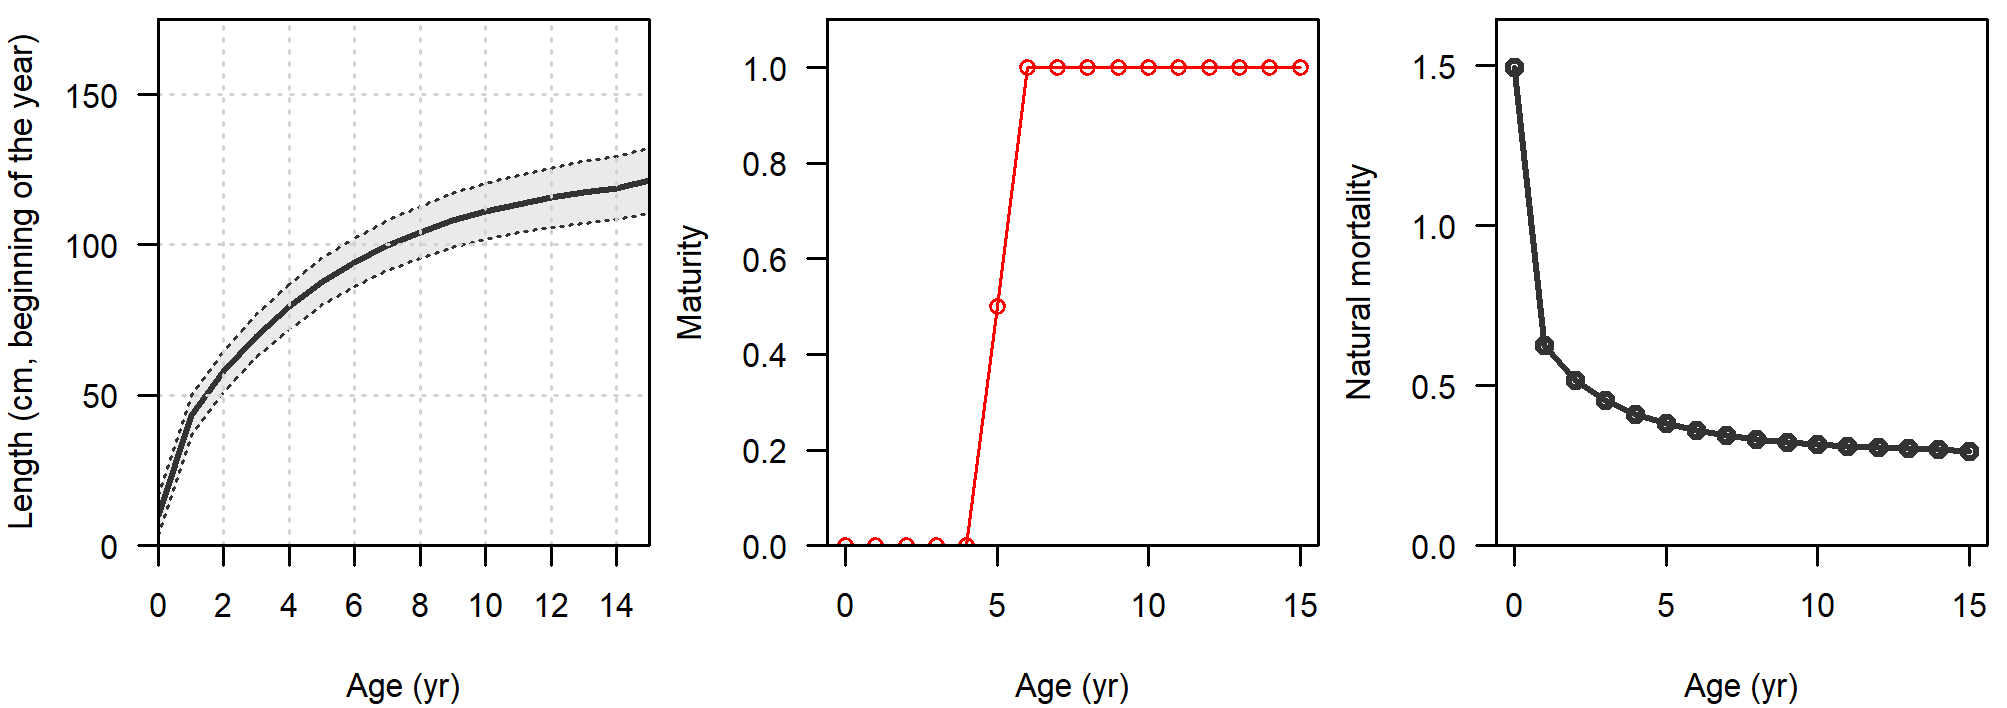 Length (cm, beginning of the year)
150
100
50
0
0 2 4 6 8 10 12 14
Age (yr)
Maturity
1.0
0.8
0.6
0.4
0.2
0.0
0 5 10 15
Age (yr)
Natural mortality
1.5
1.0
0.5
0.0
0 5 10 15
Age (yr)